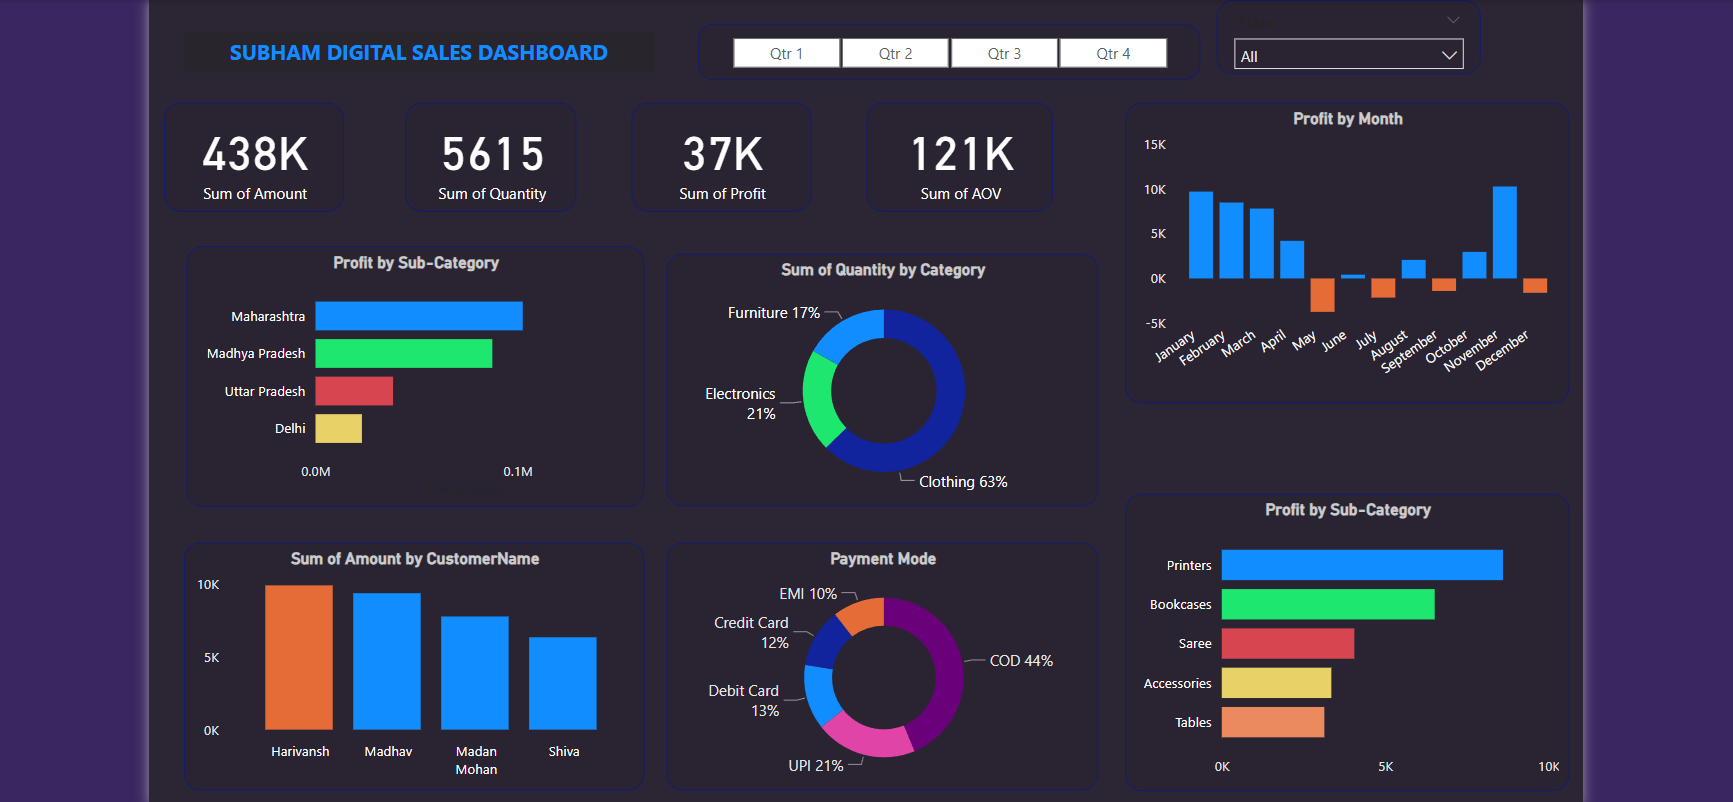 SUBHAM DIGITAL SALES DASHBOARD
Qtr 1
Qtr 2
Qtr 3
Qtr 4
All
438K
Sum of Amount
5615
Sum of Quantity
37K
Sum of Profit
121K
Sum of AOV
Profit by Month
15K
10K
5K
0K
-5K
January
February
March
April
May
June
July
August
September
October
November
December
Profit by Sub-Category
Maharashtra
Madhya Pradesh
Uttar Pradesh
Delhi
0.0M
0.1M
Sum of Quantity by Category
Furniture 17%
Electronics
21%
Clothing 63%
Sum of Amount by CustomerName
10K
5K
0K
Harivansh
Madhav
Madan
Mohan
Shiva
Payment Mode
EMI 10%
Credit Card
12%
Debit Card
13%
UPI 21%
COD 44%
Profit by Sub-Category
Printers
Bookcases
Saree
Accessories
Tables
0K
5K
10K